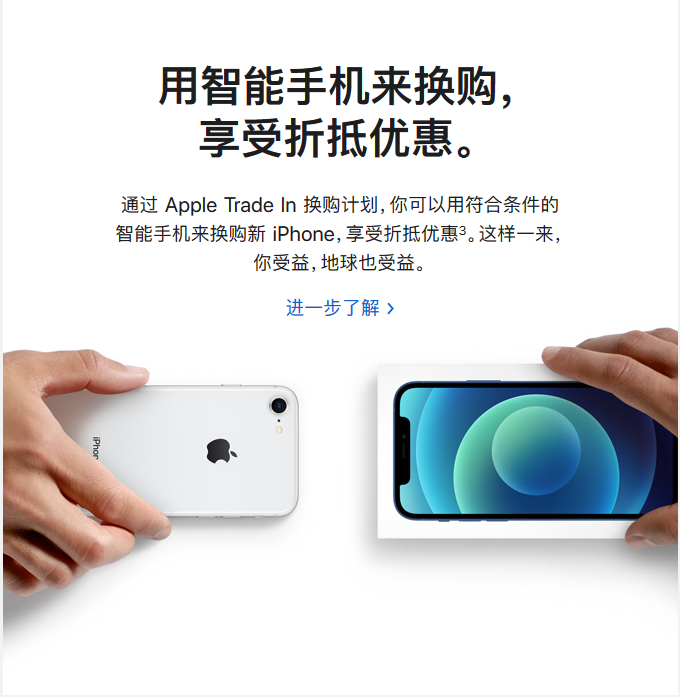 用智能手机来换购，
享受折抵优惠。
通过 Apple Trade In 换购计划，你可以用符合条件的
智能手机来换购新 iPhone，享受折抵优惠³。这样一来，
你受益，地球也受益。
进一步了解 >
iPhon